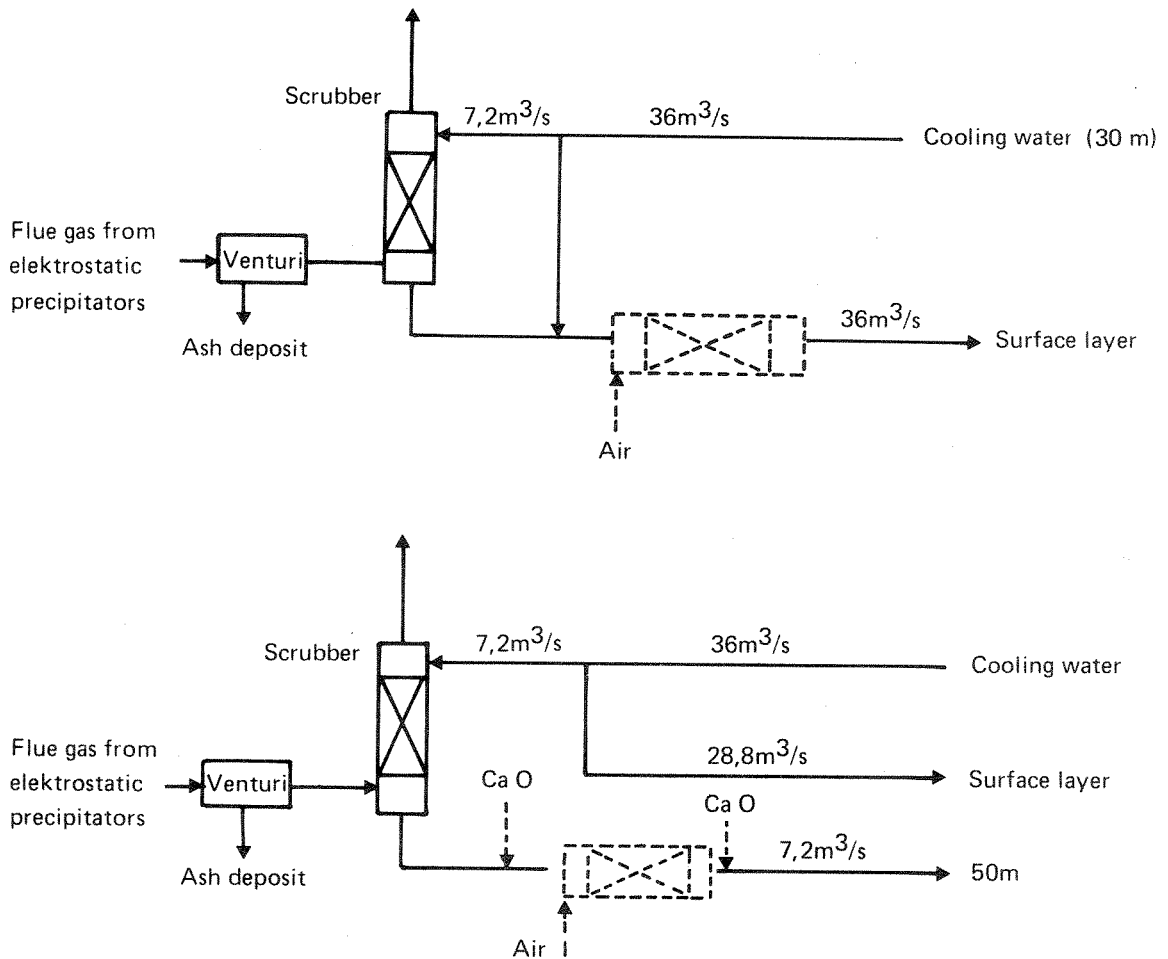 Scrubber
7,2m³/s
36m³/s
Cooling water (30 m)
Flue gas from
elektrostatic
precipitators
Venturi
Ash deposit
36m³/s
Surface layer
Air
Scrubber
7,2m³/s
36m³/s
Cooling water
Flue gas from
elektrostatic
precipitators
Venturi
28,8m³/s
Surface layer
Ca O
Ca O
7,2m³/s
50m
Ash deposit
Air